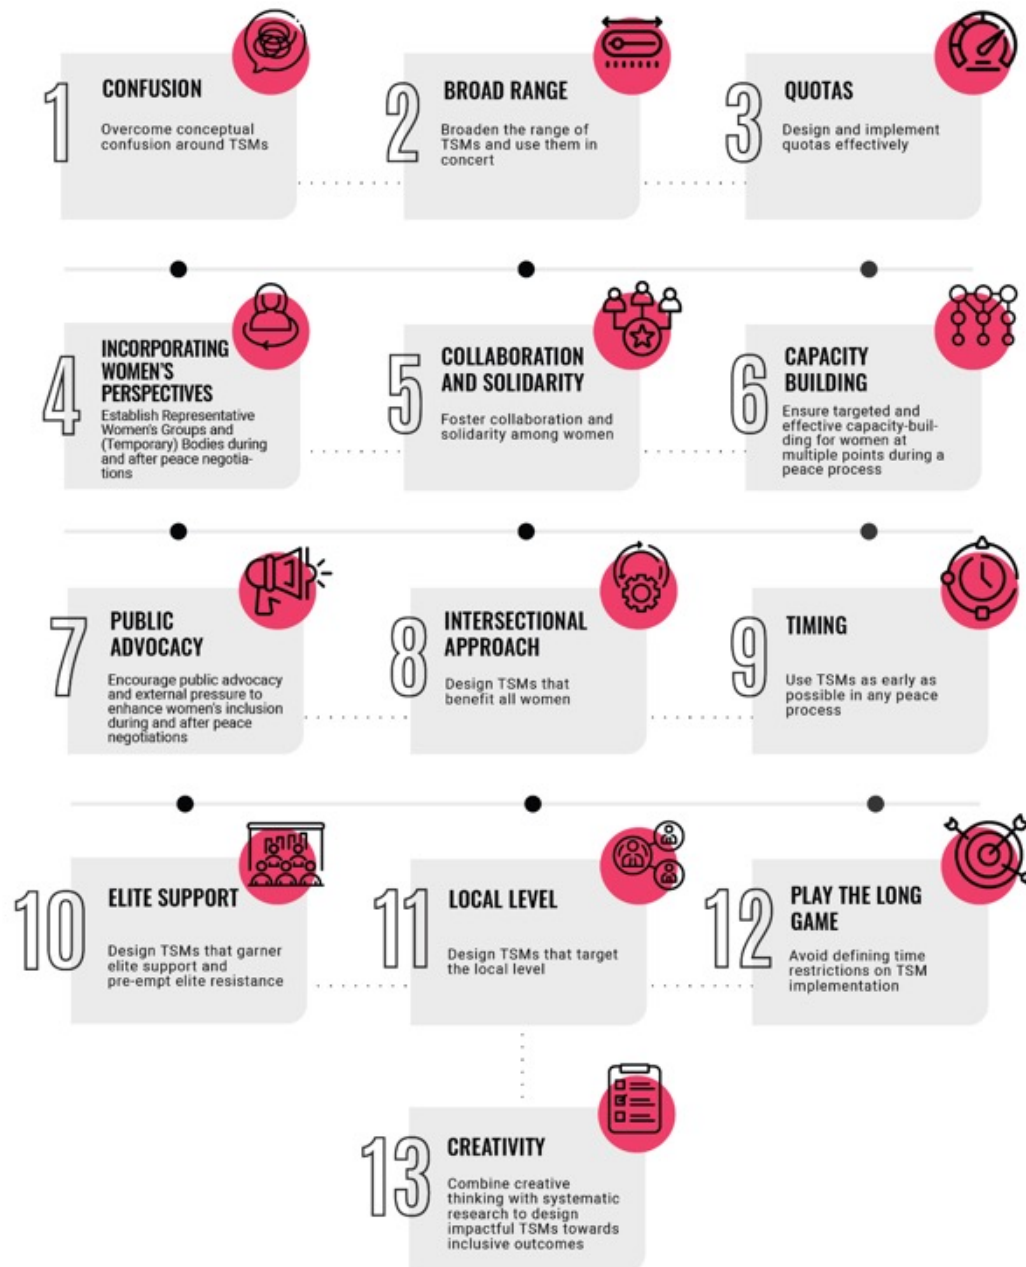 1
CONFUSION
Overcome conceptual
confusion around TSMs
2
BROAD RANGE
Broaden the range of
TSMs and use them in
concert
3
QUOTAS
Design and implement
quotas effectively
4
INCORPORATING
WOMEN'S
PERSPECTIVES
Establish Representative
Women's Groups and
(Temporary) Bodies during
and after peace negotia-
tions
5
COLLABORATION
AND SOLIDARITY
Foster collaboration and
solidarity among women
6
CAPACITY
BUILDING
Ensure targeted and
effective capacity-buil-
ding for women at
multiple points during a
peace process
7
PUBLIC
ADVOCACY
Encourage public advocacy
and external pressure to
enhance women's inclusion
during and after peace
negotiations
8
INTERSECTIONAL
APPROACH
Design TSMs that
benefit all women
9
TIMING
Use TSMs as early as
possible in any peace
process
10
ELITE SUPPORT
Design TSMs that garner
elite support and
pre-empt elite resistance
11
LOCAL LEVEL
Design TSMs that target
the local level
12
PLAY THE LONG
GAME
Avoid defining time
restrictions on TSM
implementation
13
CREATIVITY
Combine creative
thinking with systematic
research to design
impactful TSMs towards
inclusive outcomes